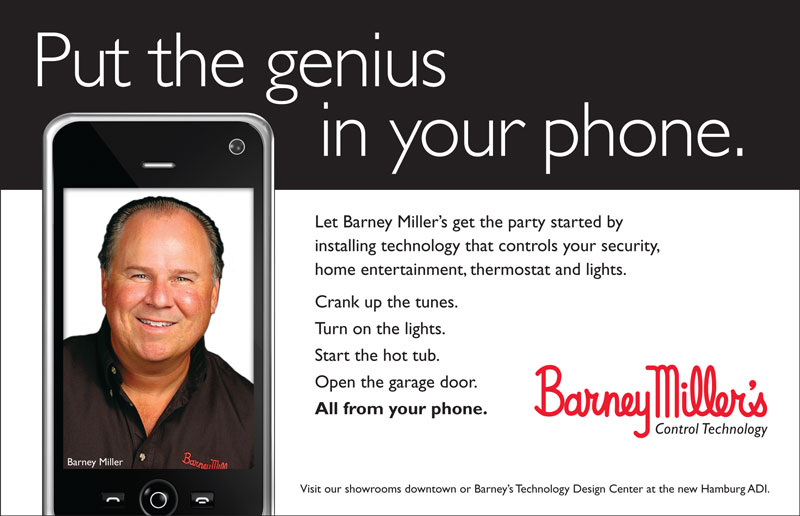 Put the genius
in your phone.
Let Barney Miller's get the party started by
installing technology that controls your security,
home entertainment, thermostat and lights.
Crank up the tunes.
Turn on the lights.
Start the hot tub.
Open the garage door.
All from your phone.
Barney Miller's
Control Technology
Barney Miller
Barney Mill
Visit our showrooms downtown or Barney's Technology Design Center at the new Hamburg ADI.